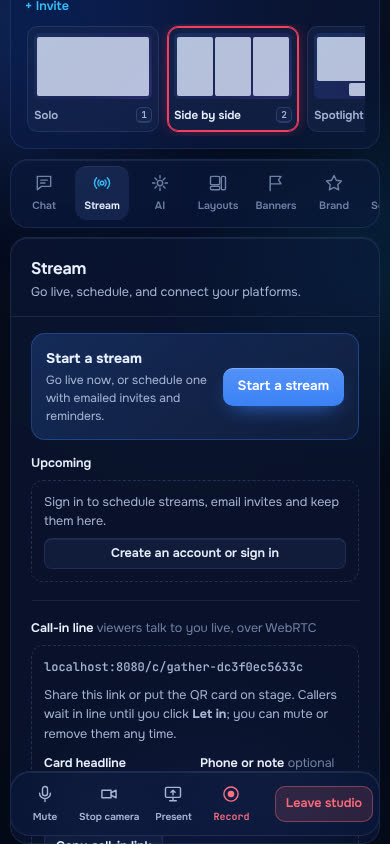 + Invite
Solo 1
Side by side 2
Spotlight
Chat
Stream
AI
Layouts
Banners
Brand
Stream
Go live, schedule, and connect your platforms.
Start a stream
Go live now, or schedule one
with emailed invites and
reminders.
Start a stream
Upcoming
Sign in to schedule streams, email invites and keep
them here.
Create an account or sign in
Call-in line viewers talk to you live, over WebRTC
localhost:8080/c/gather-dc3f0ec5633c
Share this link or put the QR card on stage. Callers
wait in line until you click Let in; you can mute or
remove them any time.
Card headline
Phone or note optional
Mute
Stop camera
Present
Record
Leave studio